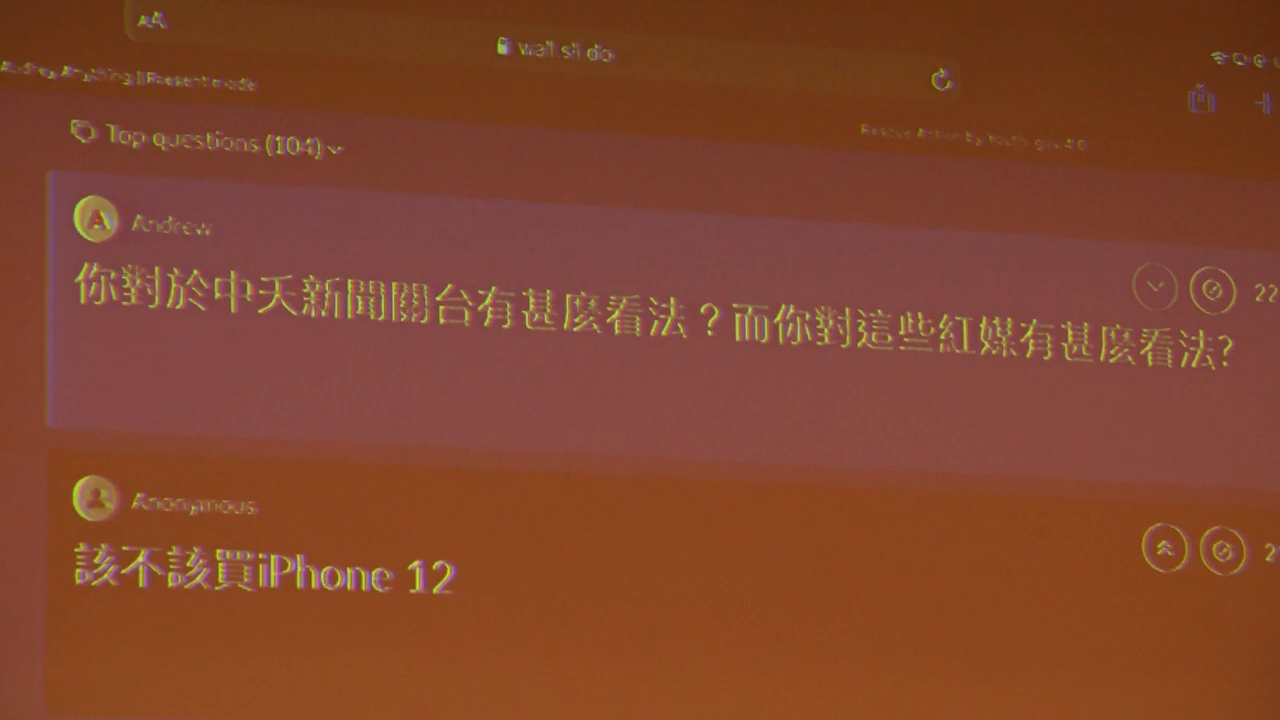 AA
wall.sli.do
Top questions (104)
Andrew
你對於中天新聞關台有甚麼看法？而你對這些紅媒有甚麼看法?
22
Anonymous
該不該買iPhone 12